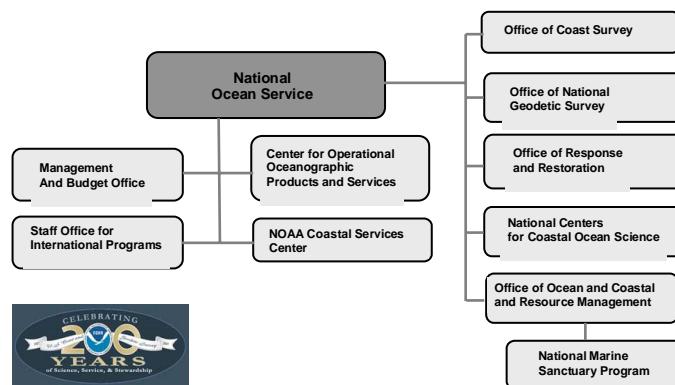 National
Ocean Service
Office of Coast Survey
Office of National
Geodetic Survey
Office of Response
and Restoration
National Centers
for Coastal Ocean Science
Office of Ocean and Coastal
and Resource Management
National Marine
Sanctuary Program
Management
And Budget Office
Center for Operational
Oceanographic
Products and Services
Staff Office for
International Programs
NOAA Coastal Services
Center
CELEBRATING
200
YEARS
of Science, Service, & Stewardship